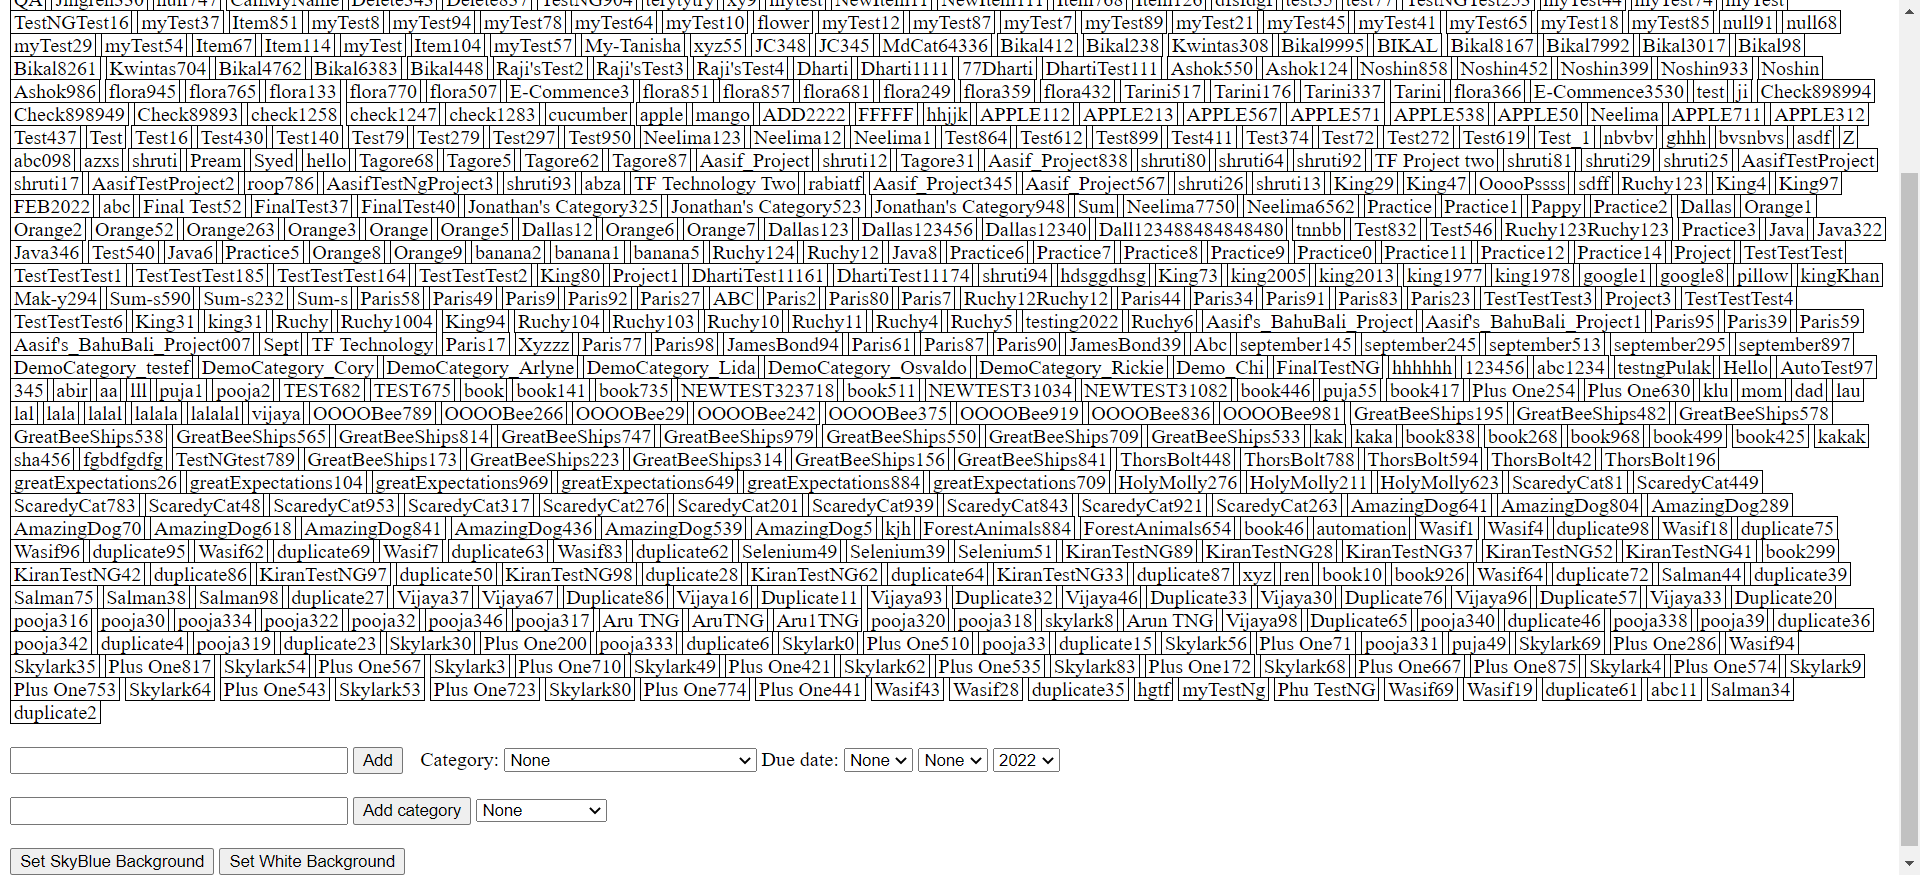 QA Jmgren330 null747 CallMyName Delete343 Delete837 TestNG964 terytytry Xy9 mytest NewItem11 NewItem111 Item768 Item126 dfsfdgf test35 test77 TestNGTest253 myTest44 myTest74 myTest
TestNGTest16 myTest37 Item851 myTest8 myTest94 myTest78 myTest64 myTest10 flower myTest12 myTest87 myTest7 myTest89 myTest21 myTest45 myTest41 myTest65 myTest18 myTest85 null91 null68
myTest29 myTest54 Item67 Item114 myTest Item104 myTest57 My-Tanisha xyz55 JC348 JC345 MdCat64336 Bikal412 Bikal238 Kwintas308 Bikal9995 BIKAL Bikal8167 Bikal7992 Bikal3017 Bikal98
Bikal8261 Kwintas704 Bikal4762 Bikal6383 Bikal448 Raji'sTest2 Raji'sTest3 Raji'sTest4 Dharti Dharti1111 77Dharti DhartiTest111 Ashok550 Ashok124 Noshin858 Noshin452 Noshin399 Noshin933 Noshin
Ashok986 flora945 flora765 flora133 flora770 flora507 E-Commence3 flora851 flora857 flora681 flora249 flora359 flora432 Tarini517 Tarini176 Tarini337 Tarini flora366 E-Commence3530 test ji Check898994
Check898949 Check89893 check1258 check1247 check1283 cucumber apple mango ADD2222 FFFFF hhjjk APPLE112 APPLE213 APPLE567 APPLE571 APPLE538 APPLE50 Neelima APPLE711 APPLE312
Test437 Test Test16 Test430 Test140 Test79 Test279 Test297 Test950 Neelima123 Neelima12 Neelima1 Test864 Test612 Test899 Test411 Test374 Test72 Test272 Test619 Test_1 nbvbv ghhh bvsnbvs asdf Z
abc098 azxs shruti Pream Syed hello Tagore68 Tagore5 Tagore62 Tagore87 Aasif_Project shruti12 Tagore31 Aasif_Project838 shruti80 shruti64 shruti92 TF Project two shruti81 shruti29 shruti25 AasifTestProject
shruti17 AasifTestProject2 roop786 AasifTestNgProject3 shruti93 abza TF Technology Two rabiatf Aasif_Project345 Aasif_Project567 shruti26 shruti13 King29 King47 OoooPssss sdff Ruchy123 King4 King97
FEB2022 abc Final Test52 FinalTest37 FinalTest40 Jonathan's Category325 Jonathan's Category523 Jonathan's Category948 Sum Neelima7750 Neelima6562 Practice Practice1 Pappy Practice2 Dallas Orange1
Orange2 Orange52 Orange263 Orange3 Orange Orange5 Dallas12 Orange6 Orange7 Dallas123 Dallas123456 Dallas12340 Dall123488484848480 tnnbb Test832 Test546 Ruchy123Ruchy123 Practice3 Java Java322
Java346 Test540 Java6 Practice5 Orange8 Orange9 banana2 banana1 banana5 Ruchy124 Ruchy12 Java8 Practice6 Practice7 Practice8 Practice9 Practice0 Practice11 Practice12 Practice14 Project TestTestTest
TestTestTest1 TestTestTest185 TestTestTest164 TestTestTest2 King80 Project1 DhartiTest11161 DhartiTest11174 shruti94 hdsggdhsg King73 king2005 king2013 king1977 king1978 google1 google8 pillow kingKhan
Mak-y294 Sum-s590 Sum-s232 Sum-s Paris58 Paris49 Paris9 Paris92 Paris27 ABC Paris2 Paris80 Paris7 Ruchy12Ruchy12 Paris44 Paris34 Paris91 Paris83 Paris23 TestTestTest3 Project3 TestTestTest4
TestTestTest6 King31 king31 Ruchy Ruchy1004 King94 Ruchy104 Ruchy103 Ruchy10 Ruchy11 Ruchy4 Ruchy5 testing2022 Ruchy6 Aasif's_BahuBali_Project Aasif's_BahuBali_Project1 Paris95 Paris39 Paris59
Aasif's_BahuBali_Project007 Sept TF Technology Paris17 Xyzzz Paris77 Paris98 JamesBond94 Paris61 Paris87 Paris90 JamesBond39 Abc september145 september245 september513 september295 september897
DemoCategory_testef DemoCategory_Cory DemoCategory_Arlyne DemoCategory_Lida DemoCategory_Osvaldo DemoCategory_Rickie Demo_Chi FinalTestNG hhhhhh 123456 abc1234 testngPulak Hello AutoTest97
345 abir aa lll puja1 pooja2 TEST682 TEST675 book book141 book735 NEWTEST323718 book511 NEWTEST31034 NEWTEST31082 book446 puja55 book417 Plus One254 Plus One630 klu mom dad lau
lal lala lalal lalala lalalal vijaya OOOOBee789 OOOOBee266 OOOOBee29 OOOOBee242 OOOOBee375 OOOOBee919 OOOOBee836 OOOOBee981 GreatBeeShips195 GreatBeeShips482 GreatBeeShips578
GreatBeeShips538 GreatBeeShips565 GreatBeeShips814 GreatBeeShips747 GreatBeeShips979 GreatBeeShips550 GreatBeeShips709 GreatBeeShips533 kak kaka book838 book268 book968 book499 book425 kakak
sha456 fgbdfgdfg TestNGtest789 GreatBeeShips173 GreatBeeShips223 GreatBeeShips314 GreatBeeShips156 GreatBeeShips841 ThorsBolt448 ThorsBolt788 ThorsBolt594 ThorsBolt42 ThorsBolt196
greatExpectations26 greatExpectations104 greatExpectations969 greatExpectations649 greatExpectations884 greatExpectations709 HolyMolly276 HolyMolly211 HolyMolly623 ScaredyCat81 ScaredyCat449
ScaredyCat783 ScaredyCat48 ScaredyCat953 ScaredyCat317 ScaredyCat276 ScaredyCat201 ScaredyCat939 ScaredyCat843 ScaredyCat921 ScaredyCat263 AmazingDog641 AmazingDog804 AmazingDog289
AmazingDog70 AmazingDog618 AmazingDog841 AmazingDog436 AmazingDog539 AmazingDog5 kjh ForestAnimals884 ForestAnimals654 book46 automation Wasif1 Wasif4 duplicate98 Wasif18 duplicate75
Wasif96 duplicate95 Wasif62 duplicate69 Wasif7 duplicate63 Wasif83 duplicate62 Selenium49 Selenium39 Selenium51 KiranTestNG89 KiranTestNG28 KiranTestNG37 KiranTestNG52 KiranTestNG41 book299
KiranTestNG42 duplicate86 KiranTestNG97 duplicate50 KiranTestNG98 duplicate28 KiranTestNG62 duplicate64 KiranTestNG33 duplicate87 xyz ren book10 book926 Wasif64 duplicate72 Salman44 duplicate39
Salman75 Salman38 Salman98 duplicate27 Vijaya37 Vijaya67 Duplicate86 Vijaya16 Duplicate11 Vijaya93 Duplicate32 Vijaya46 Duplicate33 Vijaya30 Duplicate76 Vijaya96 Duplicate57 Vijaya33 Duplicate20
pooja316 pooja30 pooja334 pooja322 pooja32 pooja346 pooja317 Aru TNG AruTNG Aru1TNG pooja320 pooja318 skylark8 Arun TNG Vijaya98 Duplicate65 pooja340 duplicate46 pooja338 pooja39 duplicate36
pooja342 duplicate4 pooja319 duplicate23 Skylark30 Plus One200 pooja333 duplicate6 Skylark0 Plus One510 pooja33 duplicate15 Skylark56 Plus One71 pooja331 puja49 Skylark69 Plus One286 Wasif94
Skylark35 Plus One817 Skylark54 Plus One567 Skylark3 Plus One710 Skylark49 Plus One421 Skylark62 Plus One535 Skylark83 Plus One172 Skylark68 Plus One667 Plus One875 Skylark4 Plus One574 Skylark9
Plus One753 Skylark64 Plus One543 Skylark53 Plus One723 Skylark80 Plus One774 Plus One441 Wasif43 Wasif28 duplicate35 hgtf myTestNg Phu TestNG Wasif69 Wasif19 duplicate61 abc11 Salman34
duplicate2
Add Category: None Due date: None None 2022
Add category None
Set SkyBlue Background Set White Background